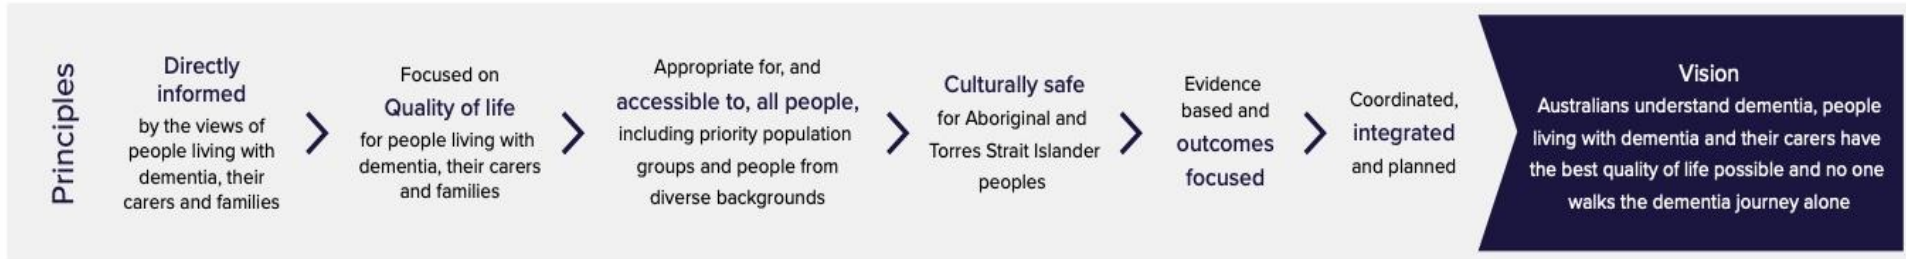 Principles
Directly
informed
by the views of
people living with
dementia, their
carers and families
Focused on
Quality of life
for people living with
dementia, their carers
and families
Appropriate for, and
accessible to, all people,
including priority population
groups and people from
diverse backgrounds
Culturally safe
for Aboriginal and
Torres Strait Islander
peoples
Evidence
based and
outcomes
focused
Coordinated,
integrated
and planned
Vision
Australians understand dementia, people
living with dementia and their carers have
the best quality of life possible and no one
walks the dementia journey alone